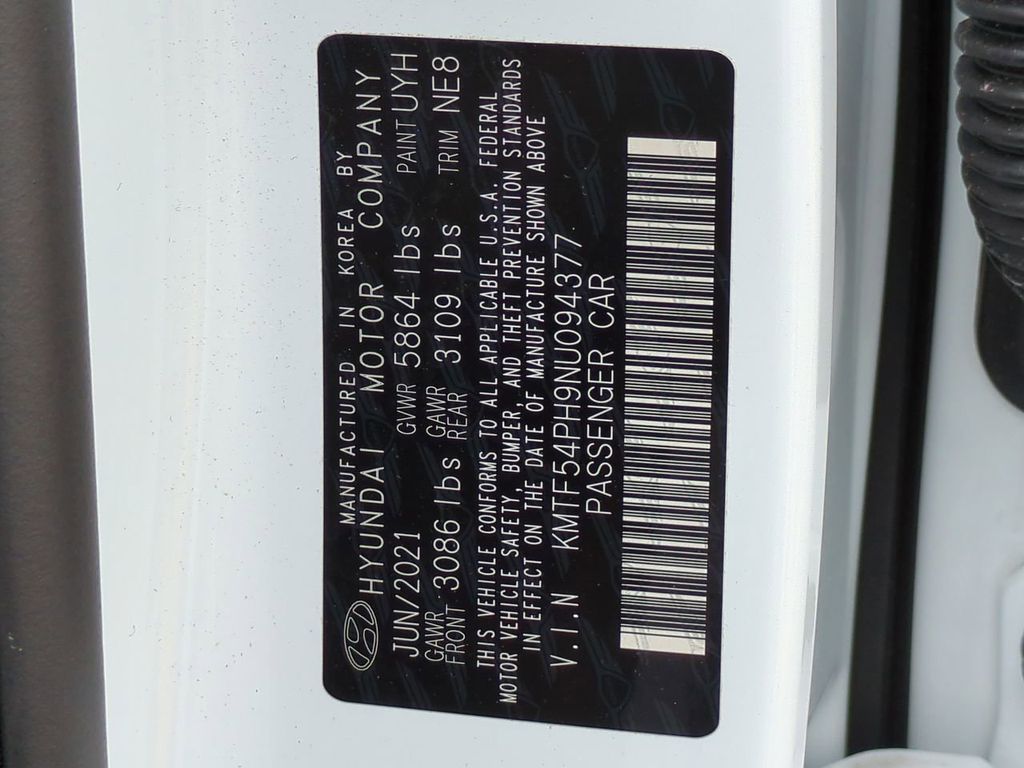 MANUFACTURED IN KOREA BY
HYUNDAI MOTOR COMPANY
JUN/2021 GVWR 5864 lbs PAINT UYH
GAWR FRONT 3086 lbs GAWR REAR 3109 lbs TRIM NE8
THIS VEHICLE CONFORMS TO ALL APPLICABLE U.S.A. FEDERAL
MOTOR VEHICLE SAFETY, BUMPER, AND THEFT PREVENTION STANDARDS
IN EFFECT ON THE DATE OF MANUFACTURE SHOWN ABOVE
V.I.N KMTF54PH9NU094377
PASSENGER CAR